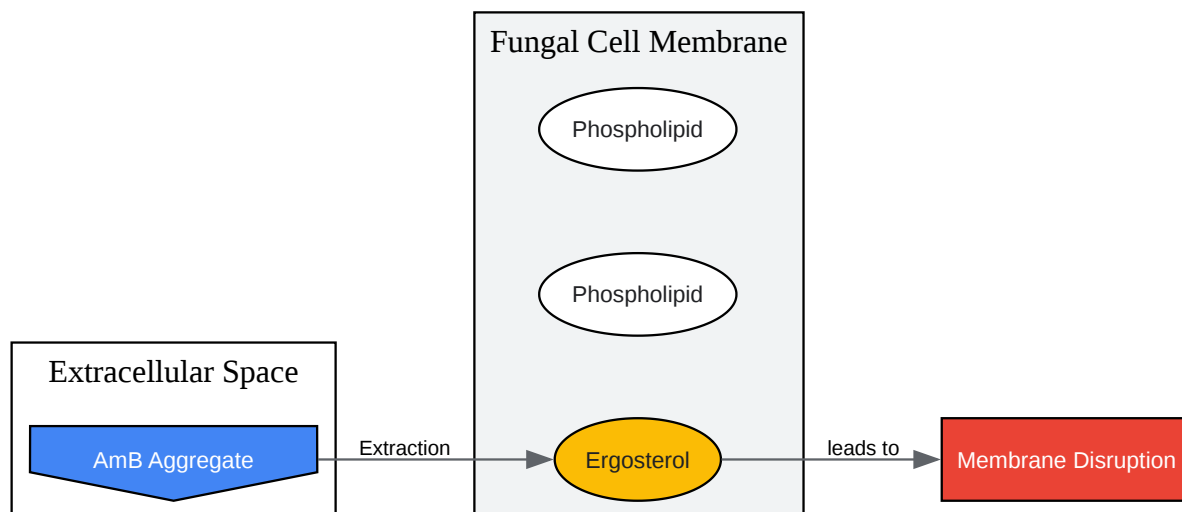 Fungal Cell Membrane
Phospholipid
Phospholipid
Extracellular Space
AmB Aggregate
Extraction
Ergosterol
leads to
Membrane Disruption